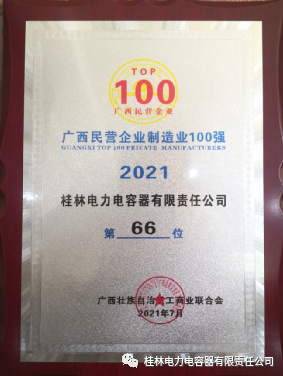 TOP
100
广西民营企业
广西民营企业制造业100强
GUANGXI TOP 100 PRIVATE MANUFACTURERS
2021
桂林电力电容器有限责任公司
第 66 位
广西壮族自治 工商业联合会
2021年7月
桂林电力电容器有限责任公司